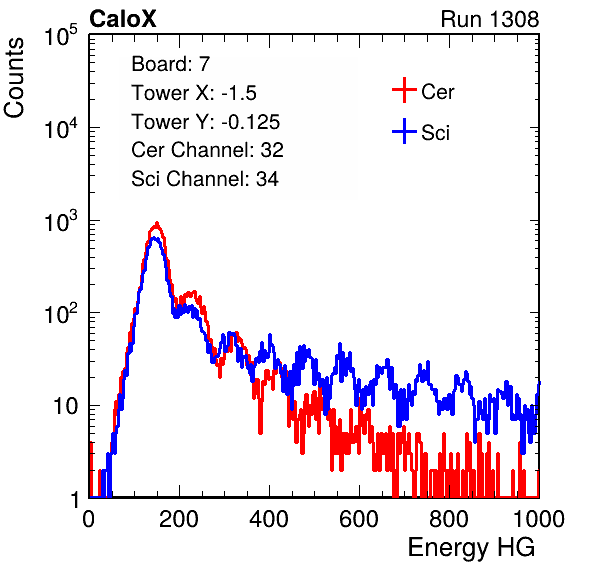 CaloX Run 1308
Counts
10^5
10^4
10^3
10^2
10
1
Board: 7
Tower X: -1.5
Tower Y: -0.125
Cer Channel: 32
Sci Channel: 34
Cer
Sci
0 200 400 600 800 1000
Energy HG